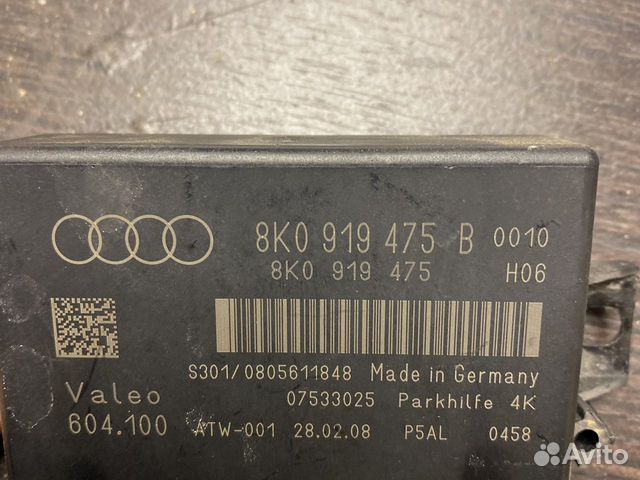 8K0 919 475 B 0010
8K0 919 475 H06
S301/0805611848 Made in Germany
Valeo 07533025 Parkhilfe 4K
604.100 ATW-001 28.02.08 P5AL 0458
Avito